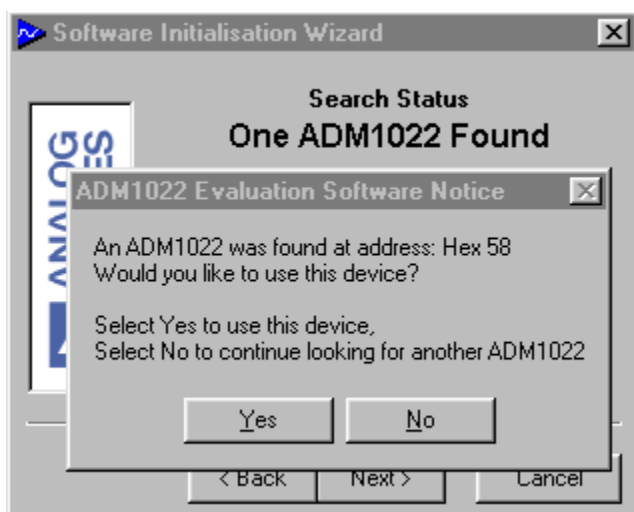 Software Initialisation Wizard
Search Status
One ADM1022 Found
ANALOG
ADM1022 Evaluation Software Notice
An ADM1022 was found at address: Hex 58
Would you like to use this device?
Select Yes to use this device,
Select No to continue looking for another ADM1022
Yes
No
< Back
Next >
Cancel